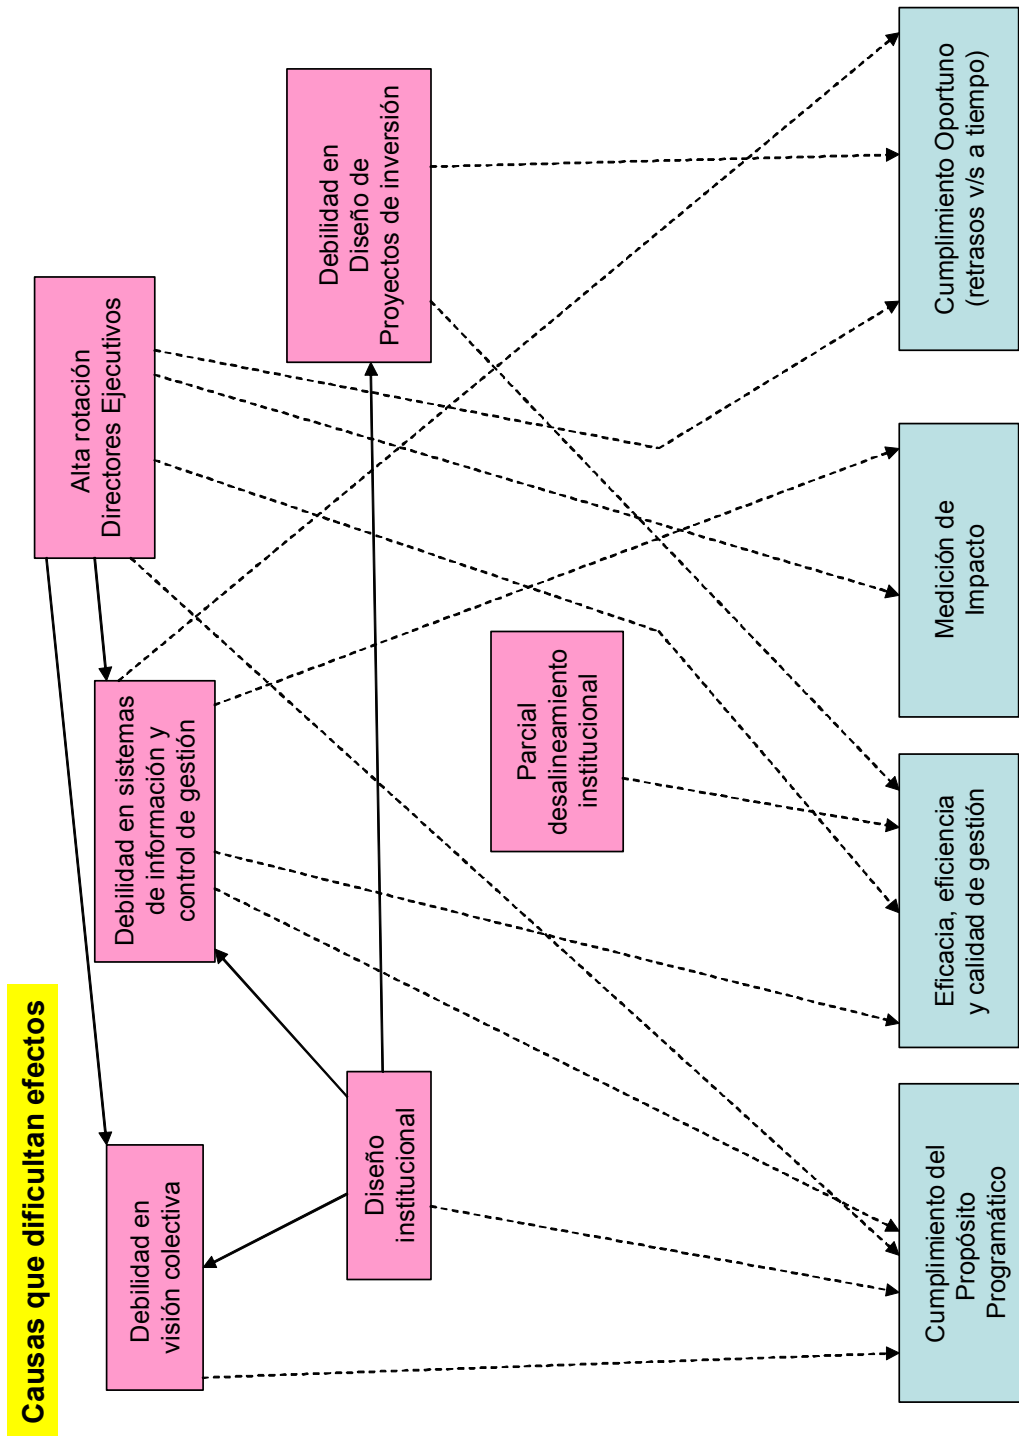 Causas que dificultan efectos
Alta rotación
Directores Ejecutivos
Debilidad en sistemas
de información y
control de gestión
Debilidad en
visión colectiva
Debilidad en
Diseño de
Proyectos de inversión
Diseño
institucional
Parcial
desalineamiento
institucional
Cumplimiento del
Propósito
Programático
Eficacia, eficiencia
y calidad de gestión
Medición de
Impacto
Cumplimiento Oportuno
(retrasos v/s a tiempo)